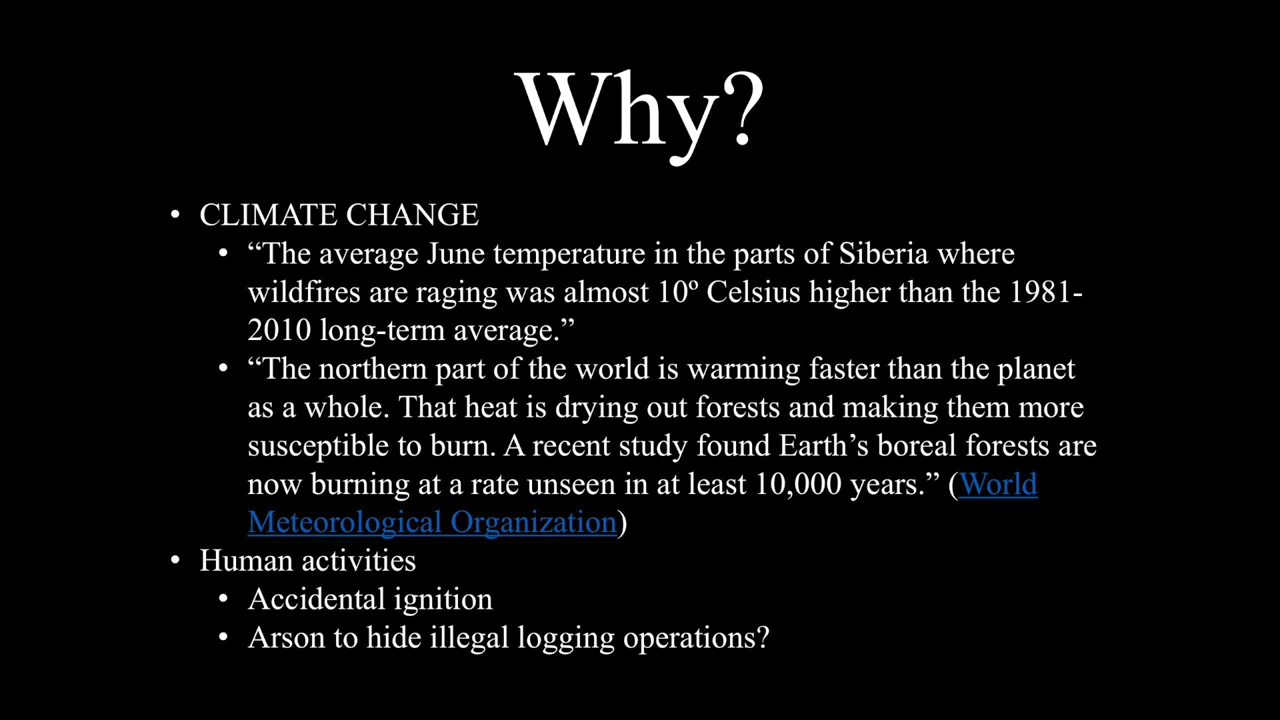 Why?
• CLIMATE CHANGE
• “The average June temperature in the parts of Siberia where
wildfires are raging was almost 10º Celsius higher than the 1981-
2010 long-term average.”
• “The northern part of the world is warming faster than the planet
as a whole. That heat is drying out forests and making them more
susceptible to burn. A recent study found Earth’s boreal forests are
now burning at a rate unseen in at least 10,000 years.” (World
Meteorological Organization)
• Human activities
• Accidental ignition
• Arson to hide illegal logging operations?